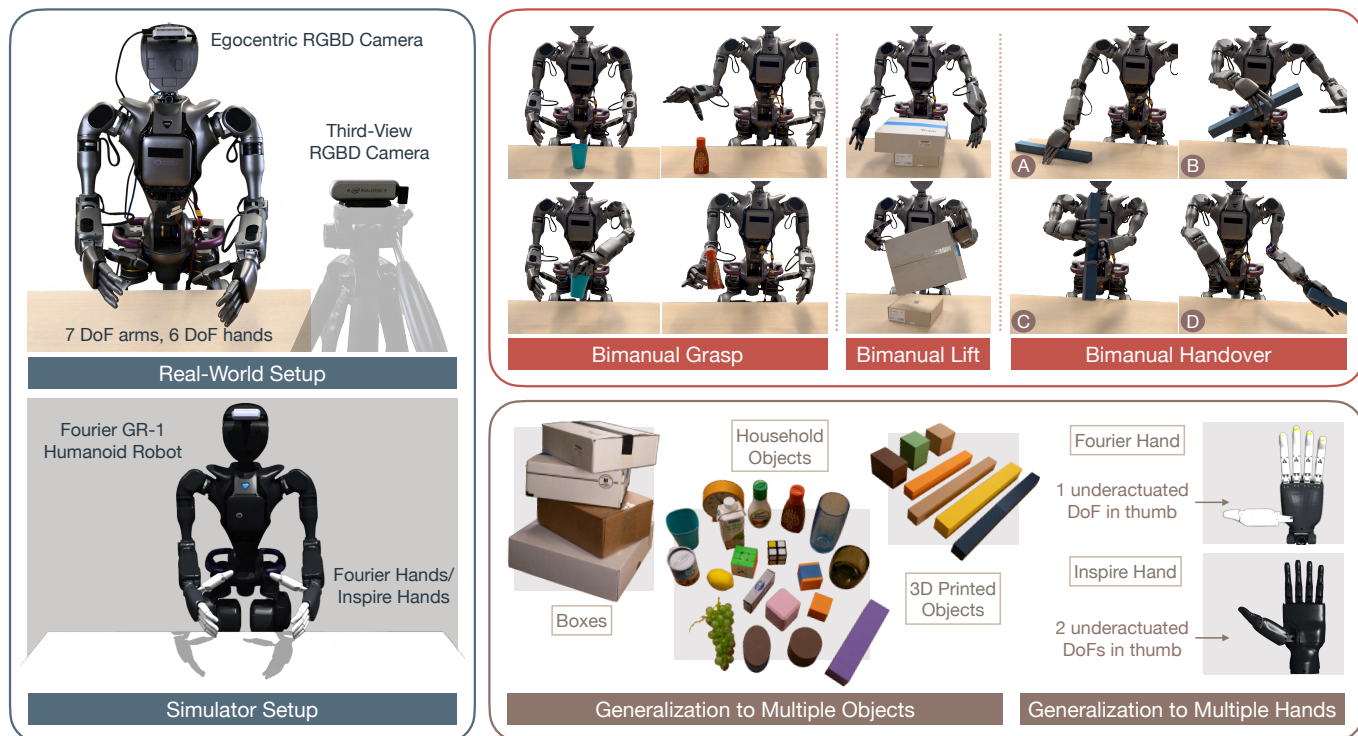 Egocentric RGBD Camera
Third-View
RGBD Camera
7 DoF arms, 6 DoF hands
Real-World Setup
Fourier GR-1
Humanoid Robot
Fourier Hands/
Inspire Hands
Simulator Setup
A
B
C
D
Bimanual Grasp
Bimanual Lift
Bimanual Handover
Household
Objects
Boxes
3D Printed
Objects
Generalization to Multiple Objects
Fourier Hand
1 underactuated
DoF in thumb
Inspire Hand
2 underactuated
DoFs in thumb
Generalization to Multiple Hands